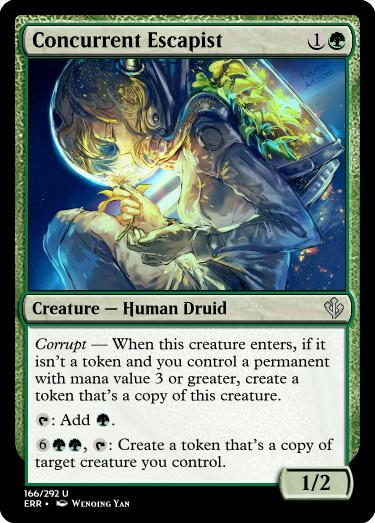 Concurrent Escapist 1
Creature — Human Druid
Corrupt — When this creature enters, if it
isn't a token and you control a permanent
with mana value 3 or greater, create a
token that's a copy of this creature.
: Add .
6, : Create a token that's a copy of
target creature you control.
1/2
166/292 U
ERR • Wenqing Yan